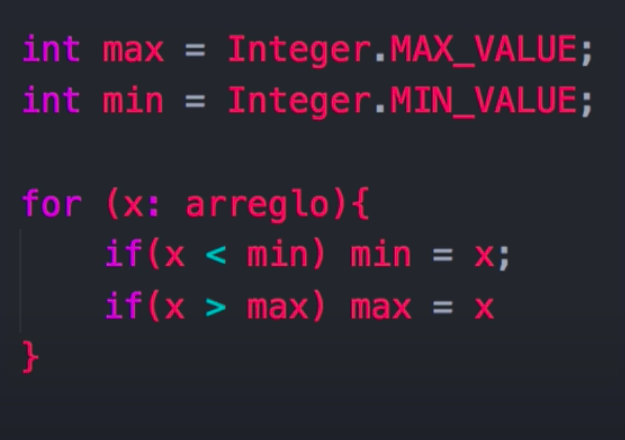 int max = Integer.MAX_VALUE;
int min = Integer.MIN_VALUE;
for (x: arreglo){
if(x < min) min = x;
if(x > max) max = x
}